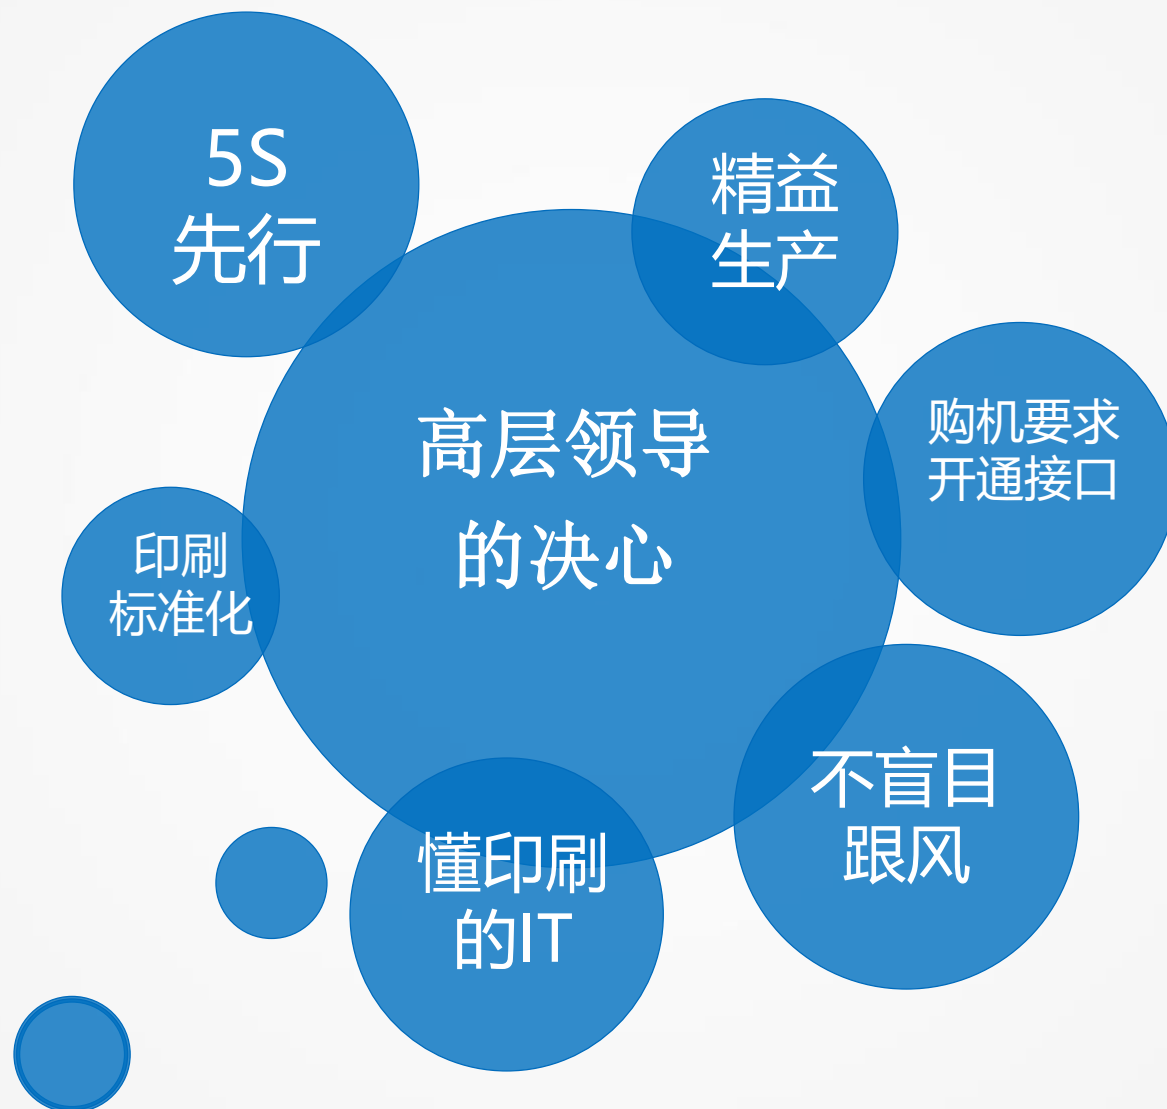 5S
先行
精益
生产
高层领导
的决心
购机要求
开通接口
印刷
标准化
不盲目
跟风
懂印刷
的IT